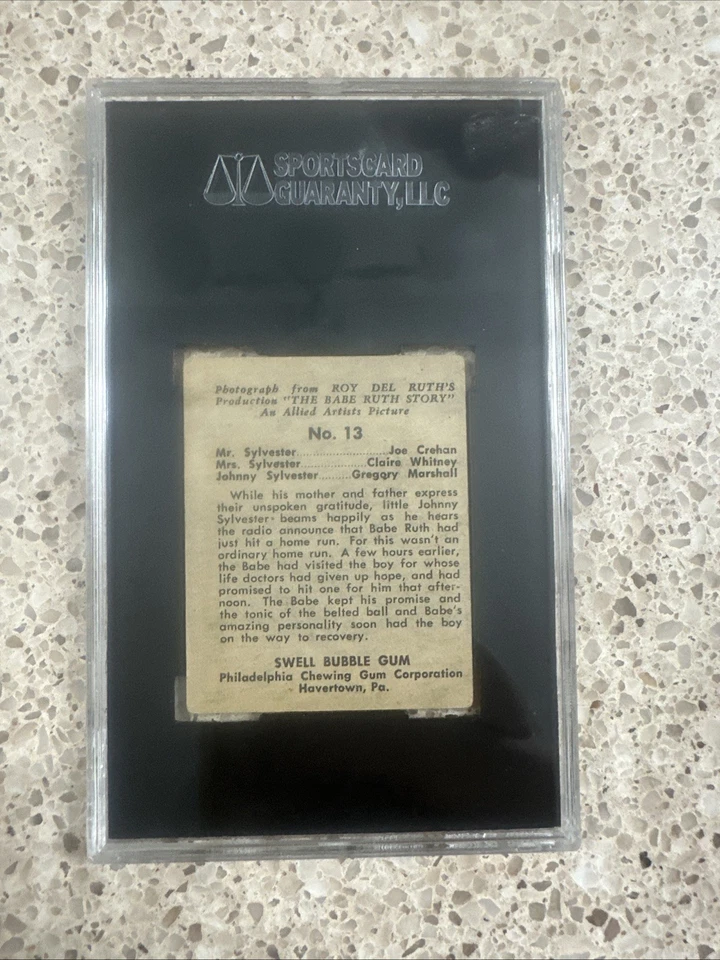 SPORTSCARD
GUARANTY, LLC
Photograph from ROY DEL RUTH'S
Production "THE BABE RUTH STORY"
An Allied Artists Picture
No. 13
Mr. Sylvester.......................Joe Crehan
Mrs. Sylvester.................Claire Whitney
Johnny Sylvester.........Gregory Marshall
While his mother and father express
their unspoken gratitude, little Johnny
Sylvester beams happily as he hears
the radio announce that Babe Ruth had
just hit a home run. For this wasn't an
ordinary home run. A few hours earlier,
the Babe had visited the boy for whose
life doctors had given up hope, and had
promised to hit one for him that after-
noon. The Babe kept his promise and
the tonic of the belted ball and Babe's
amazing personality soon had the boy
on the way to recovery.
SWELL BUBBLE GUM
Philadelphia Chewing Gum Corporation
Havertown, Pa.